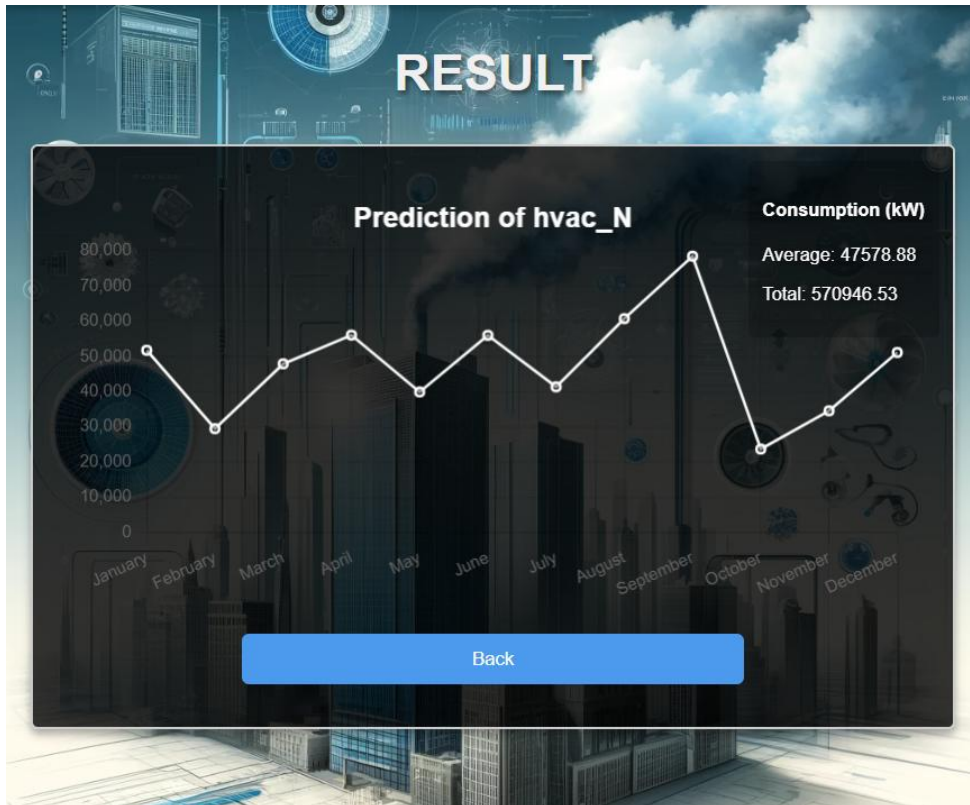 RESULT
Prediction of hvac_N
Consumption (kW)
Average: 47578.88
Total: 570946.53
80,000
70,000
60,000
50,000
40,000
30,000
20,000
10,000
0
January
February
March
April
May
June
July
August
September
October
November
December
Back